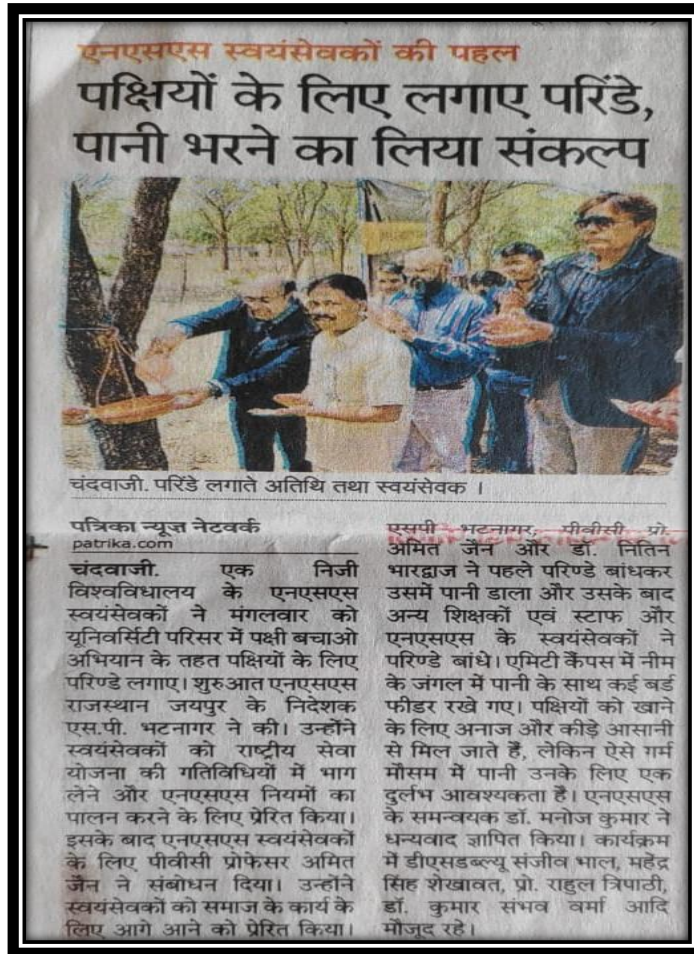 एनएसएस स्वयंसेवकों की पहल
पक्षियों के लिए लगाए परिंडे,
पानी भरने का लिया संकल्प
चंदवाजी. परिंडे लगाते अतिथि तथा स्वयंसेवक ।
पत्रिका न्यूज नेटवर्क
patrika.com
चंदवाजी. एक निजी
विश्वविधालय के एनएसएस
स्वयंसेवकों ने मंगलवार को
यूनिवर्सिटी परिसर में पक्षी बचाओ
अभियान के तहत पक्षियों के लिए
परिण्डे लगाए। शुरुआत एनएसएस
राजस्थान जयपुर के निदेशक
एस.पी. भटनागर ने की। उन्होंने
स्वयंसेवकों को राष्ट्रीय सेवा
योजना की गतिविधियों में भाग
लेने और एनएसएस नियमों का
पालन करने के लिए प्रेरित किया।
इसके बाद एनएसएस स्वयंसेवकों
के लिए पीवीसी प्रोफेसर अमित
जैन ने संबोधन दिया। उन्होंने
स्वयंसेवकों को समाज के कार्य के
लिए आगे आने को प्रेरित किया।
एसपी भटनागर, पीवीसी प्रो.
अमित जैन और डॉ. नितिन
भारद्वाज ने पहले परिण्डे बांधकर
उसमें पानी डाला और उसके बाद
अन्य शिक्षकों एवं स्टाफ और
एनएसएस के स्वयंसेवकों ने
परिण्डे बांधे। एमिटी कैंपस में नीम
के जंगल में पानी के साथ कई बर्ड
फीडर रखे गए। पक्षियों को खाने
के लिए अनाज और कीड़े आसानी
से मिल जाते हैं, लेकिन ऐसे गर्म
मौसम में पानी उनके लिए एक
दुर्लभ आवश्यकता है। एनएसएस
के समन्वयक डॉ. मनोज कुमार ने
धन्यवाद ज्ञापित किया। कार्यक्रम
में डीएसडब्ल्यू संजीव भाल, महेंद्र
सिंह शेखावत, प्रो. राहुल त्रिपाठी,
डॉ. कुमार संभव वर्मा आदि
मौजूद रहे।